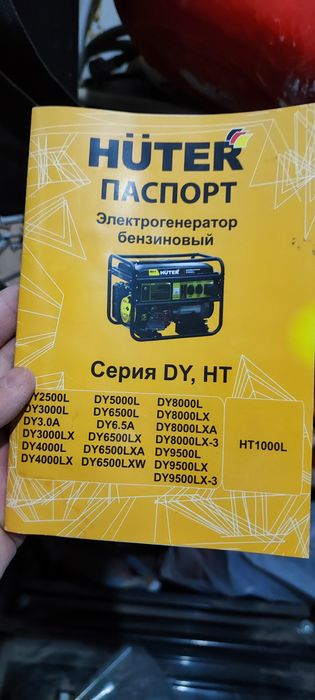 HÜTER
ПАСПОРТ
Электрогенератор
бензиновый
HÜTER
Серия DY, HT
DY2500L
DY3000L
DY3.0A
DY3000LX
DY4000L
DY4000LX
DY5000L
DY6500L
DY6.5A
DY6500LX
DY6500LXA
DY6500LXW
DY8000L
DY8000LX
DY8000LXA
DY8000LX-3
DY9500L
DY9500LX
DY9500LX-3
HT1000L